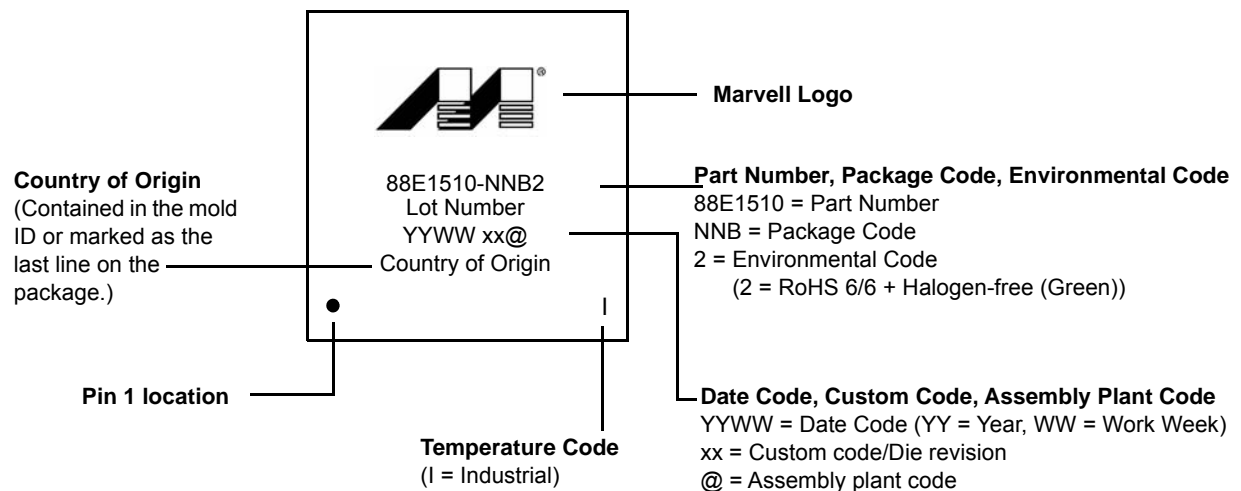 ®
Marvell Logo
88E1510-NNB2
Lot Number
YYWW xx@
Country of Origin
I
Country of Origin
(Contained in the mold
ID or marked as the
last line on the
package.)
Part Number, Package Code, Environmental Code
88E1510 = Part Number
NNB = Package Code
2 = Environmental Code
(2 = RoHS 6/6 + Halogen-free (Green))
Pin 1 location
Temperature Code
(I = Industrial)
Date Code, Custom Code, Assembly Plant Code
YYWW = Date Code (YY = Year, WW = Work Week)
xx = Custom code/Die revision
@ = Assembly plant code